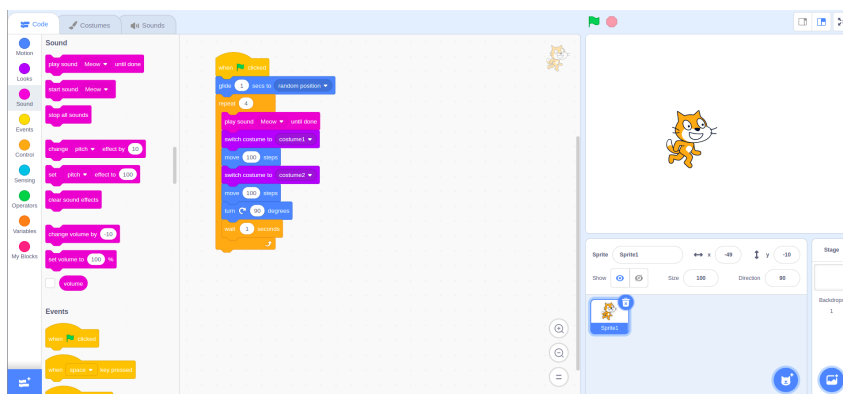 Code
Costumes
Sounds
Motion
Looks
Sound
Events
Control
Sensing
Operators
Variables
My Blocks
Sound
play sound Meow until done
start sound Meow
stop all sounds
change pitch effect by 10
set pitch effect to 100
clear sound effects
change volume by -10
set volume to 100 %
volume
Events
when clicked
when space key pressed
when clicked
glide 1 secs to random position
repeat 4
play sound Meow until done
switch costume to costume1
move 100 steps
switch costume to costume2
move 100 steps
turn 90 degrees
wait 1 seconds
Sprite Sprite1 x -49 y -10
Show Size 100 Direction 90
Sprite1
Stage
Backdrops
1